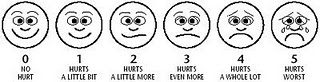 0 1 2 3 4 5
NO HURTS HURTS HURTS HURTS HURTS
HURT A LITTLE BIT A LITTLE MORE EVEN MORE A WHOLE LOT WORST